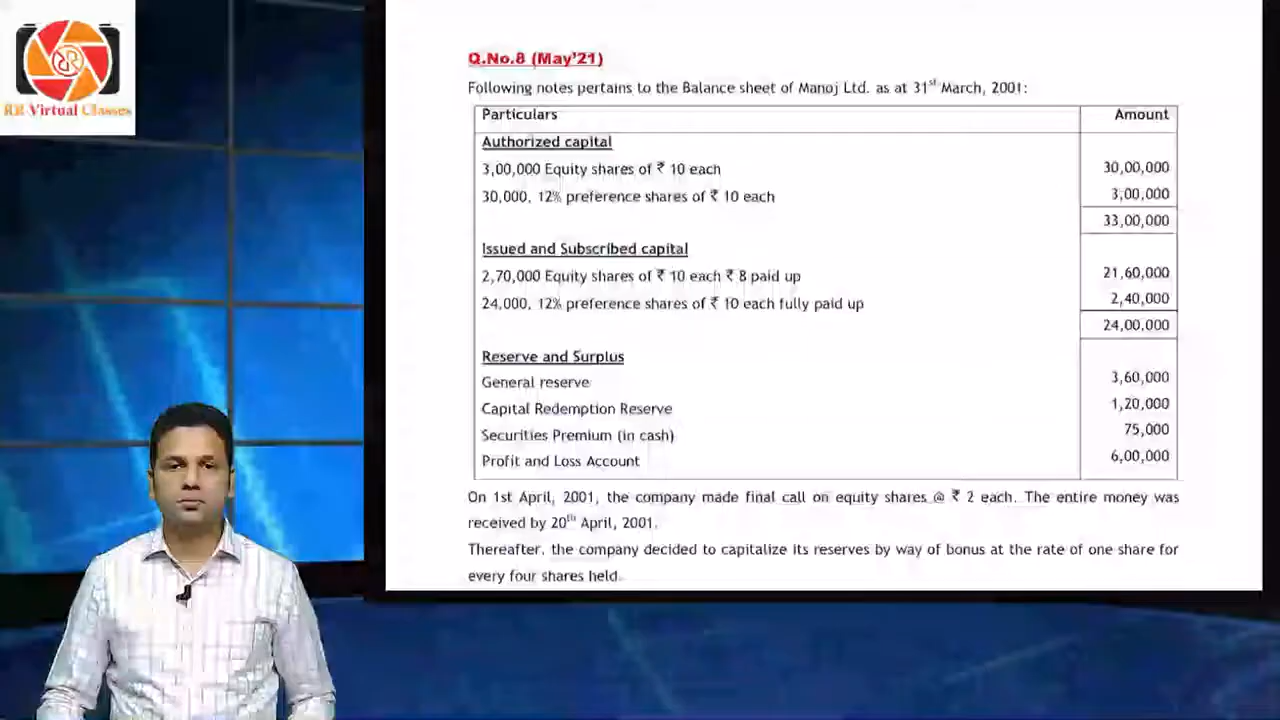 RR Virtual Classes
Q.No.8 (May'21)
Following notes pertains to the Balance sheet of Manoj Ltd. as at 31st March, 2001:
Particulars Amount
Authorized capital
3,00,000 Equity shares of ₹ 10 each 30,00,000
30,000, 12% preference shares of ₹ 10 each 3,00,000
33,00,000
Issued and Subscribed capital
2,70,000 Equity shares of ₹ 10 each ₹ 8 paid up 21,60,000
24,000, 12% preference shares of ₹ 10 each fully paid up 2,40,000
24,00,000
Reserve and Surplus
General reserve 3,60,000
Capital Redemption Reserve 1,20,000
Securities Premium (in cash) 75,000
Profit and Loss Account 6,00,000
On 1st April, 2001, the company made final call on equity shares @ ₹ 2 each. The entire money was
received by 20th April, 2001.
Thereafter, the company decided to capitalize its reserves by way of bonus at the rate of one share for
every four shares held.